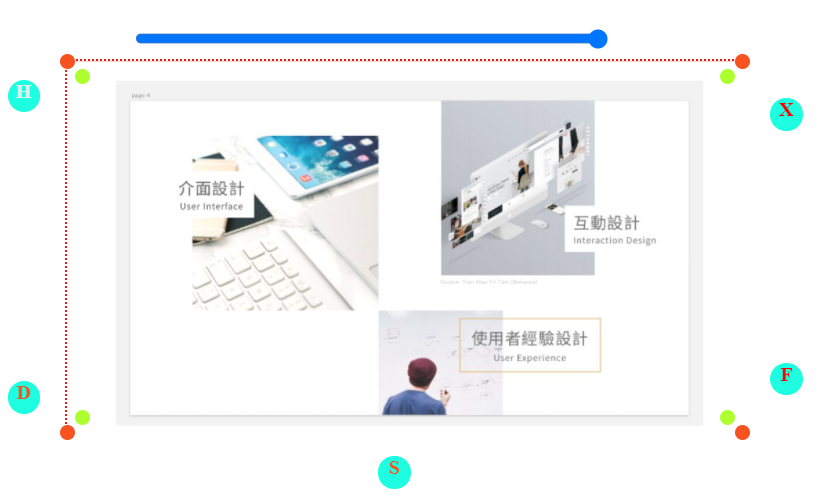 H
X
page-4
介面設計
User Interface
互動設計
Interaction Design
使用者經驗設計
User Experience
D
F
S